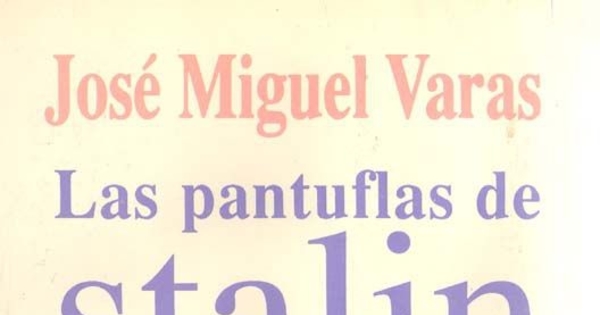 José Miguel Varas
Las pantuflas de
stalin